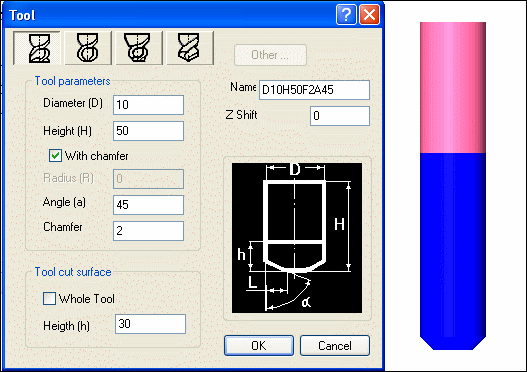 Tool
Other ...
Tool parameters
Diameter (D) 10
Height (H) 50
With chamfer
Radius (R) 0
Angle (a) 45
Chamfer 2
Name D10H50F2A45
Z Shift 0
D
H
h
L
α
Tool cut surface
Whole Tool
Heigth (h) 30
OK Cancel